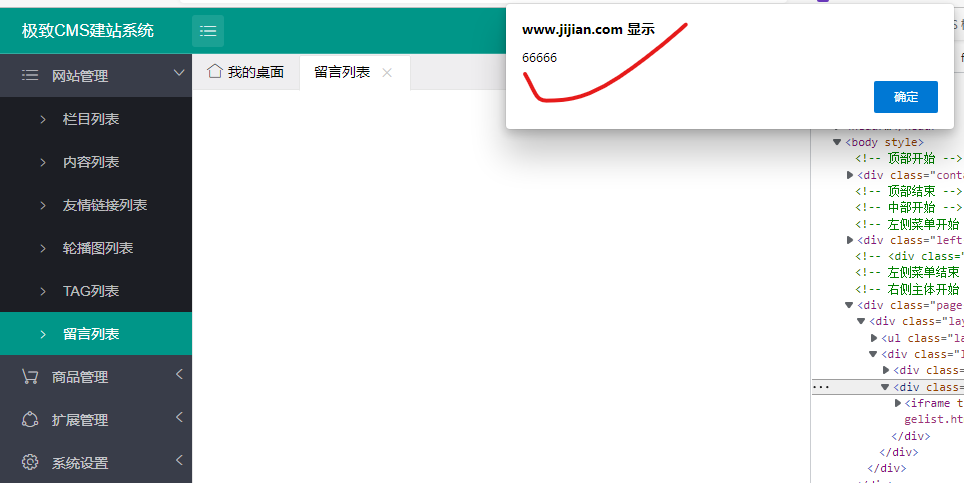 极致CMS建站系统
www.jijian.com 显示
66666
确定
网站管理
我的桌面
留言列表
栏目列表
内容列表
友情链接列表
轮播图列表
TAG列表
留言列表
商品管理
扩展管理
系统设置
<body style>
<!-- 顶部开始 -->
<div class="cont
<!-- 顶部结束 -->
<!-- 中部开始 -->
<!-- 左侧菜单开始
<div class="left
<!-- <div class="
<!-- 左侧菜单结束
<!-- 右侧主体开始
<div class="page
<div class="lay
<ul class="la
<div class="l
<div class=
<div class=
<iframe t
gelist.ht
</div>
</div>
</div>